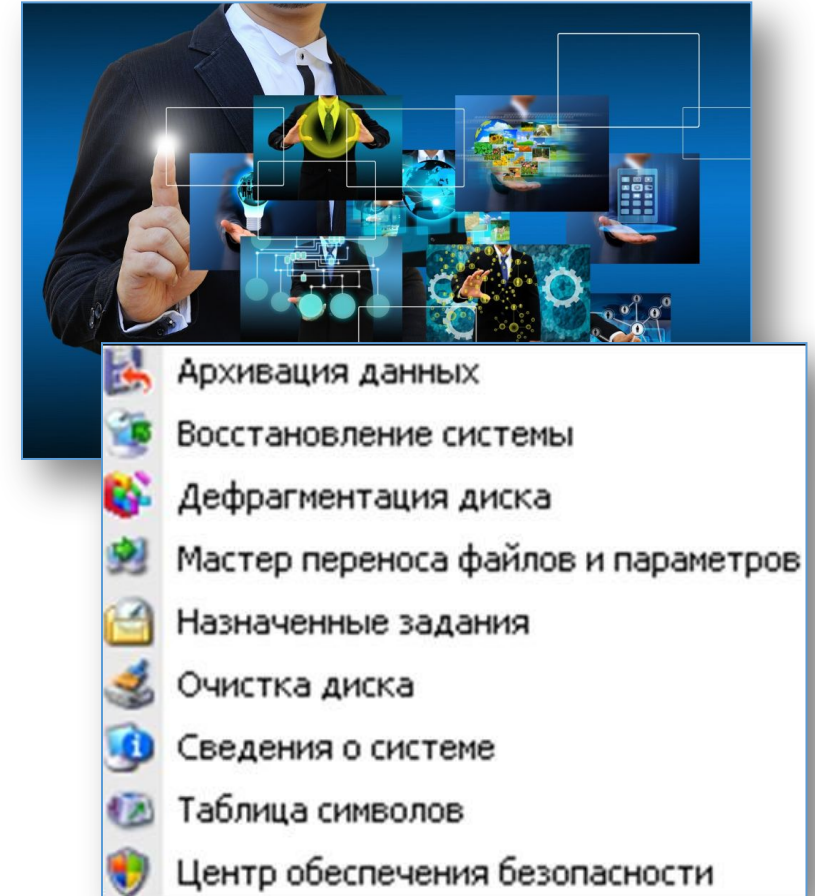 Архивация данных
Восстановление системы
Дефрагментация диска
Мастер переноса файлов и параметров
Назначенные задания
Очистка диска
Сведения о системе
Таблица символов
Центр обеспечения безопасности